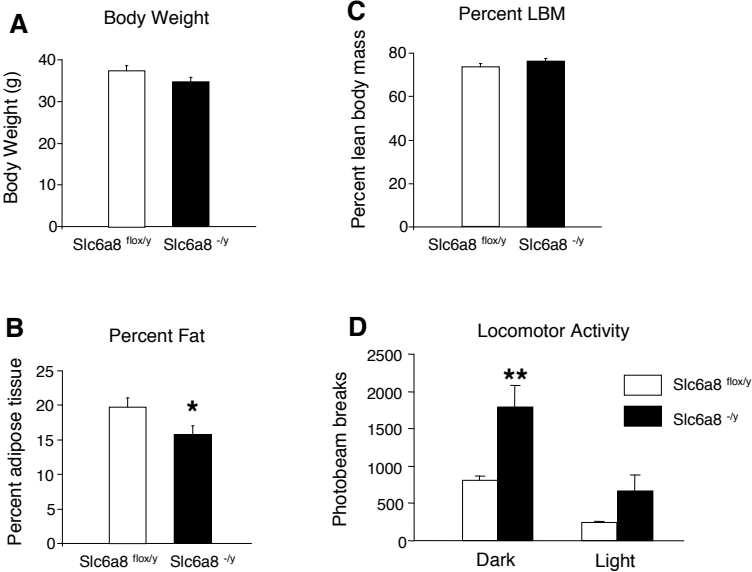 A
Body Weight
Body Weight (g)
40
30
20
10
0
Slc6a8 flox/y Slc6a8 -/y
C
Percent LBM
Percent lean body mass
80
60
40
20
0
Slc6a8 flox/y Slc6a8 -/y
B
Percent Fat
Percent adipose tissue
25
20
15
10
5
0
*
Slc6a8 flox/y Slc6a8 -/y
D
Locomotor Activity
Photobeam breaks
2500
2000
1500
1000
500
0
**
Dark Light
Slc6a8 flox/y
Slc6a8 -/y